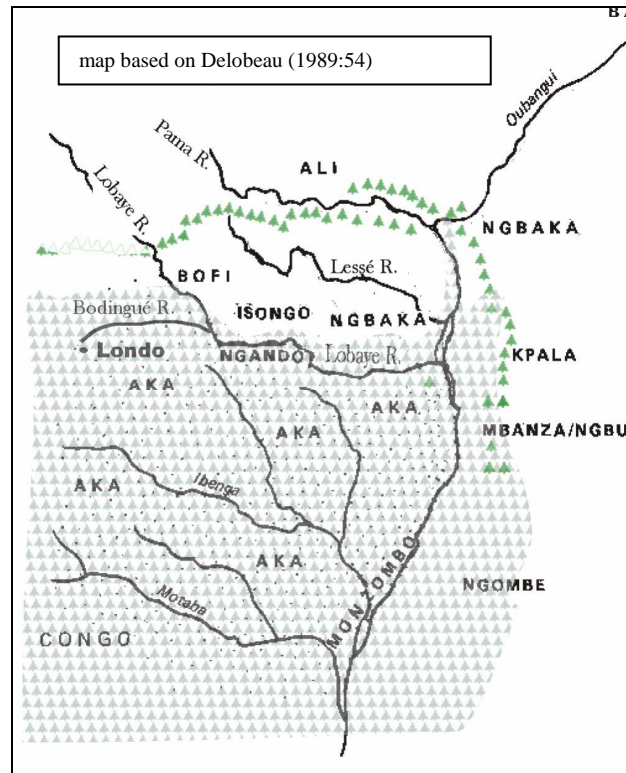 map based on Delobeau (1989:54)
Oubangui
Pama R.
ALI
Lobaye R.
NGBAKA
BOFI
Lessé R.
Bodingué R.
ISONGO
NGBAKA
Londo
NGANDO
Lobaye R.
KPALA
AKA
AKA
AKA
MBANZA/NGBU
AKA
Ibenga
AKA
MONZOMBO
NGOMBE
Motaba
CONGO